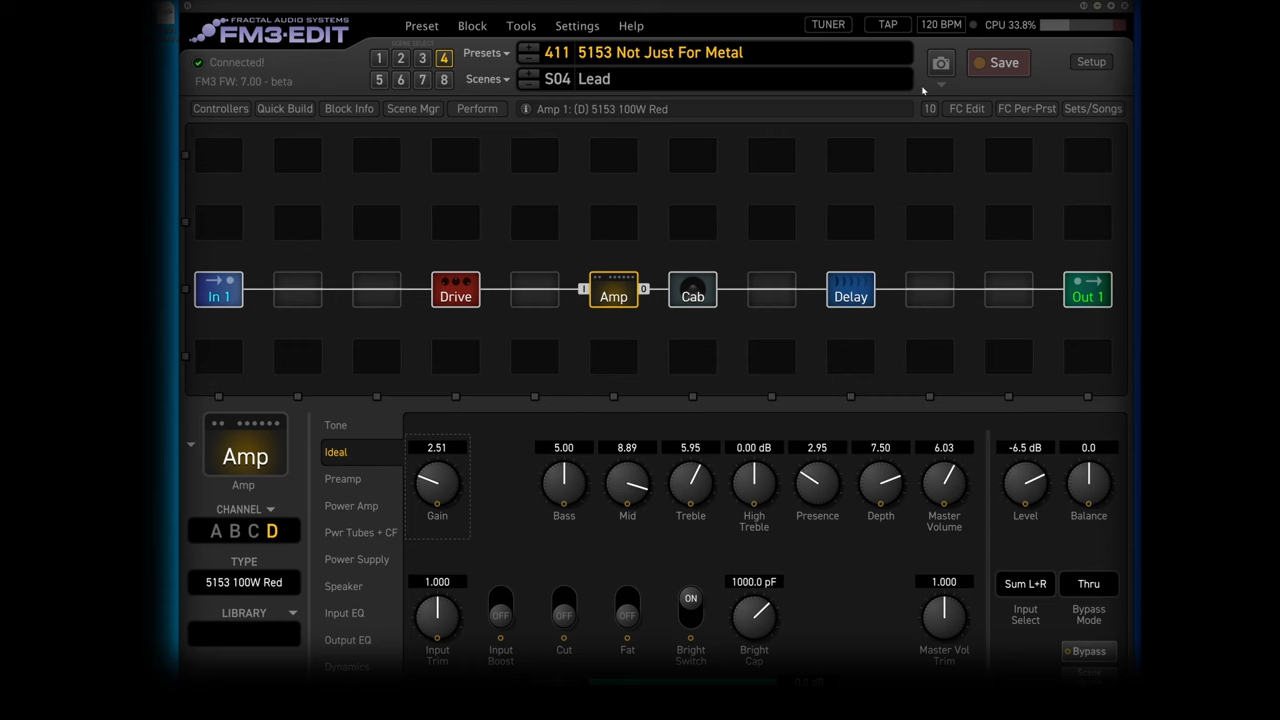 FRACTAL AUDIO SYSTEMS
FM3-EDIT
Preset Block Tools Settings Help
TUNER TAP 120 BPM CPU 33.8%
Connected!
FM3 FW: 7.00 - beta
SCENE SELECT
1 2 3 4
5 6 7 8
Presets 411 5153 Not Just For Metal
Scenes S04 Lead
Save
Setup
Controllers Quick Build Block Info Scene Mgr Perform Amp 1: (D) 5153 100W Red 10 FC Edit FC Per-Prst Sets/Songs
In 1 Drive I Amp O Cab Delay Out 1
Amp
Amp
CHANNEL
A B C D
TYPE
5153 100W Red
LIBRARY
Tone
Ideal
Preamp
Power Amp
Pwr Tubes + CF
Power Supply
Speaker
Input EQ
Output EQ
Dynamics
2.51 5.00 8.89 5.95 0.00 dB 2.95 7.50 6.03 -6.5 dB 0.0
Gain Bass Mid Treble High Treble Presence Depth Master Volume Level Balance
1.000 1000.0 pF 1.000
OFF OFF OFF ON
Sum L+R Thru
Input Select Bypass Mode
Input Trim Input Boost Cut Fat Bright Switch Bright Cap Master Vol Trim
Bypass